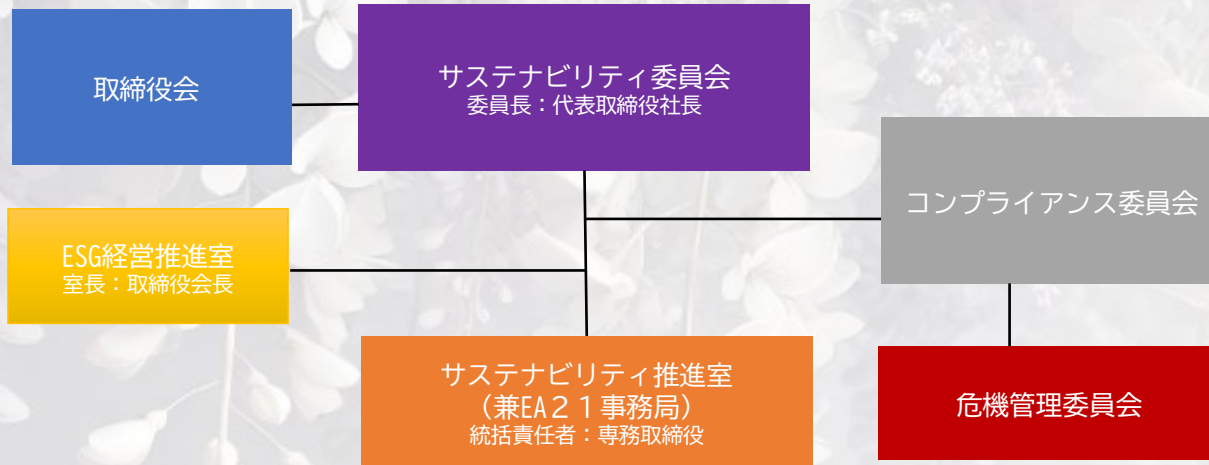 取締役会
サステナビリティ委員会
委員長：代表取締役社長
コンプライアンス委員会
ESG経営推進室
室長：取締役会長
サステナビリティ推進室
（兼EA２１事務局）
統括責任者：専務取締役
危機管理委員会